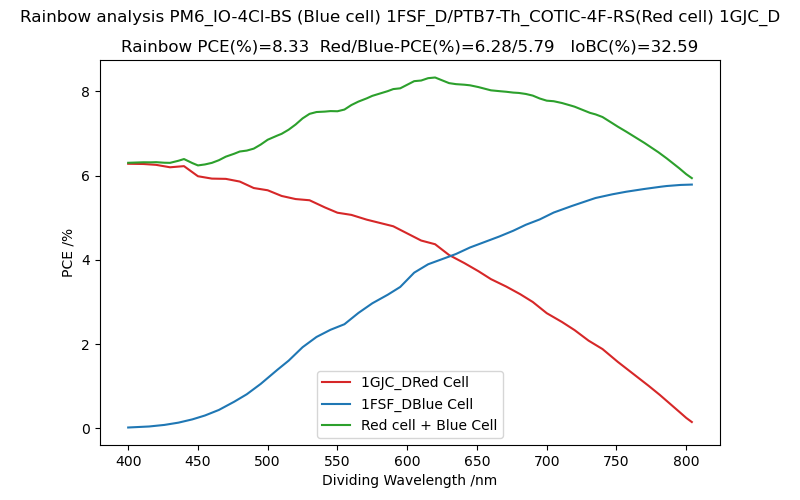 Rainbow analysis PM6_IO-4Cl-BS (Blue cell) 1FSF_D/PTB7-Th_COTIC-4F-RS(Red cell) 1GJC_D
Rainbow PCE(%)=8.33  Red/Blue-PCE(%)=6.28/5.79   IoBC(%)=32.59
PCE /%
8
6
4
2
0
1GJC_DRed Cell
1FSF_DBlue Cell
Red cell + Blue Cell
400 450 500 550 600 650 700 750 800
Dividing Wavelength /nm